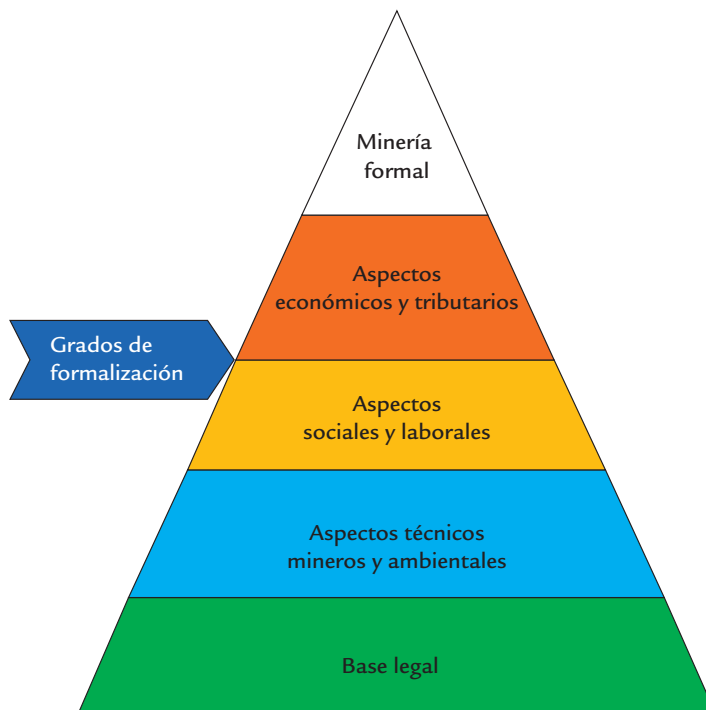 Minería
formal
Aspectos
económicos y tributarios
Grados de
formalización
Aspectos
sociales y laborales
Aspectos técnicos
mineros y ambientales
Base legal